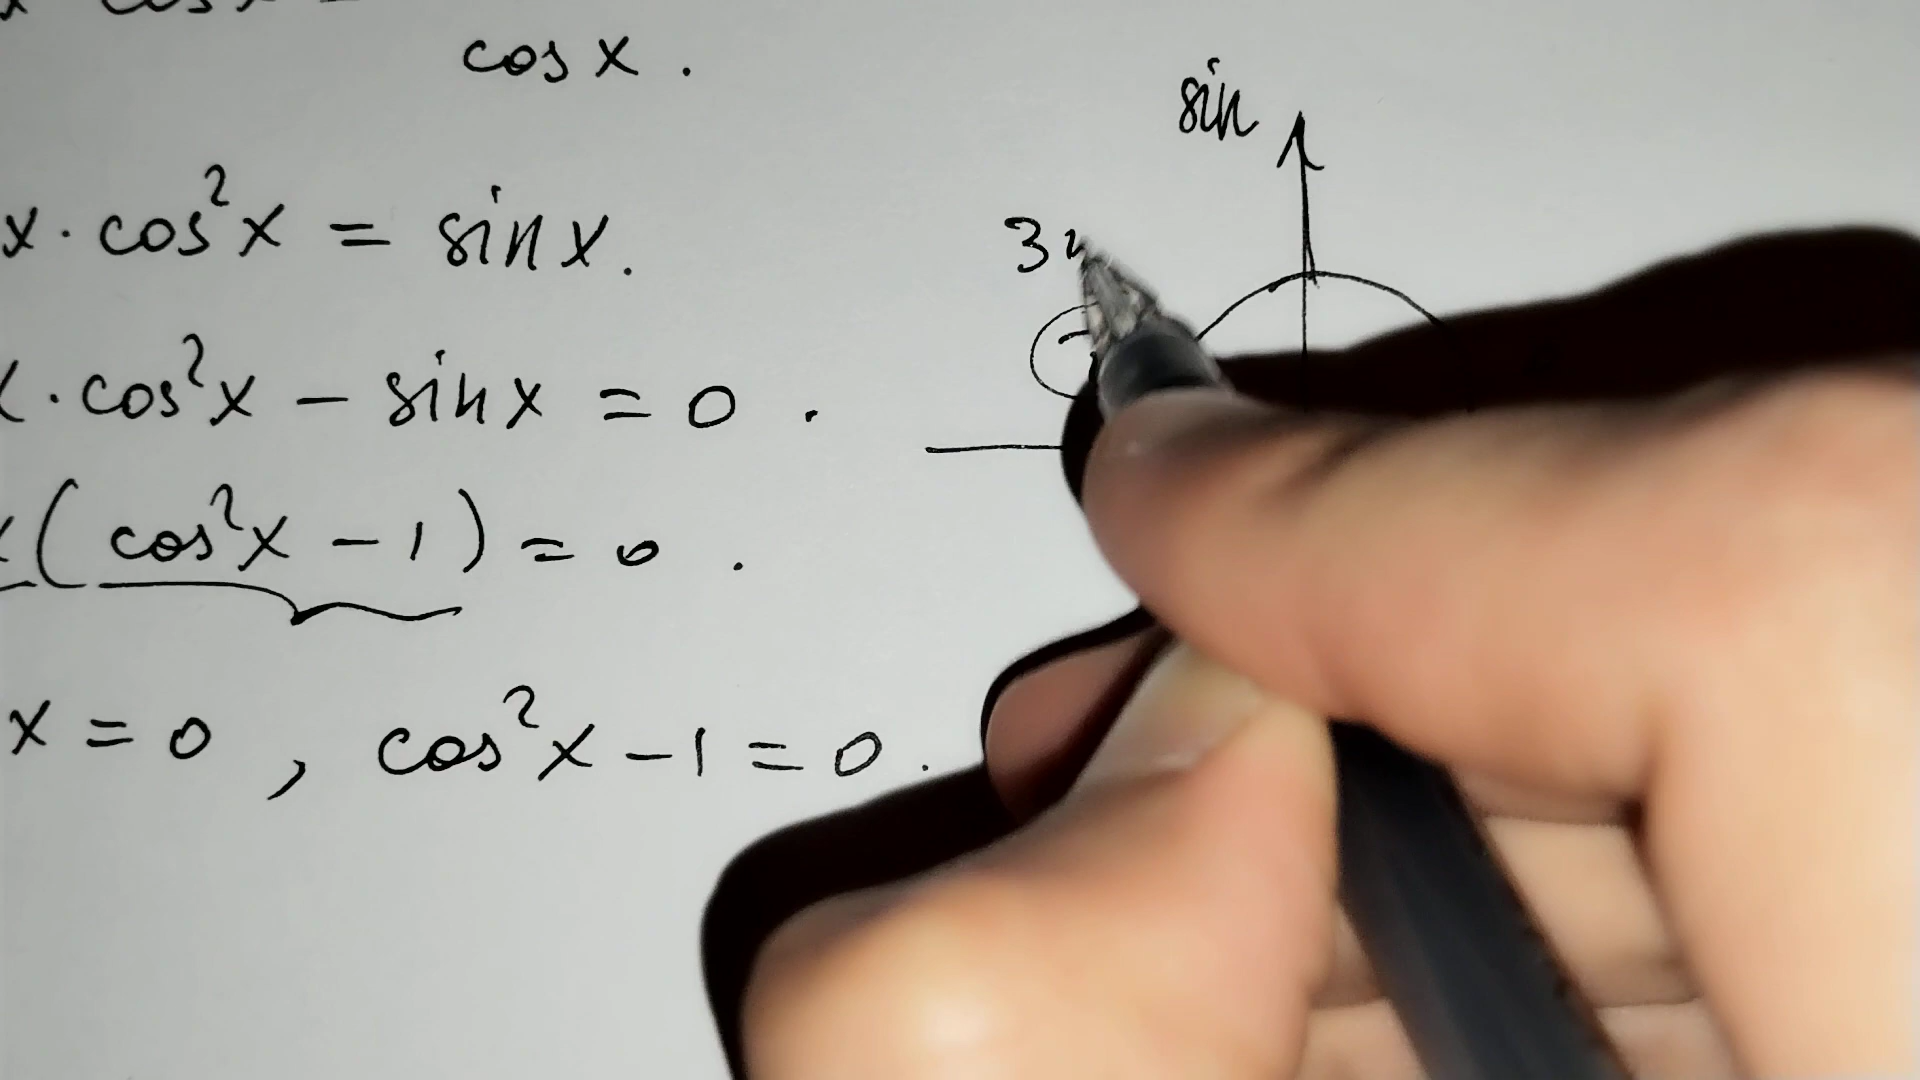 cos x .
sin
x · cos²x = sin x.
3
· cos²x − sin x = 0 .
( cos²x − 1 ) = 0 .
x = 0 , cos²x − 1 = 0 .